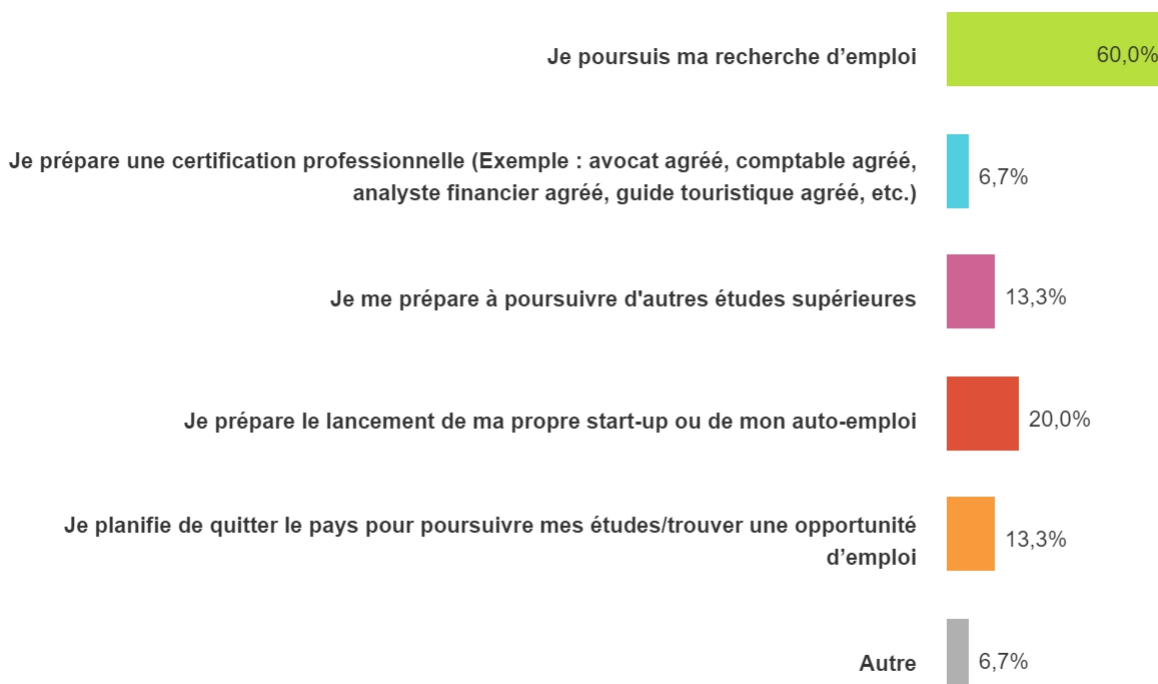 Je poursuis ma recherche d’emploi
60,0%
Je prépare une certification professionnelle (Exemple : avocat agréé, comptable agréé,
analyste financier agréé, guide touristique agréé, etc.)
6,7%
Je me prépare à poursuivre d'autres études supérieures
13,3%
Je prépare le lancement de ma propre start-up ou de mon auto-emploi
20,0%
Je planifie de quitter le pays pour poursuivre mes études/trouver une opportunité
d’emploi
13,3%
Autre
6,7%